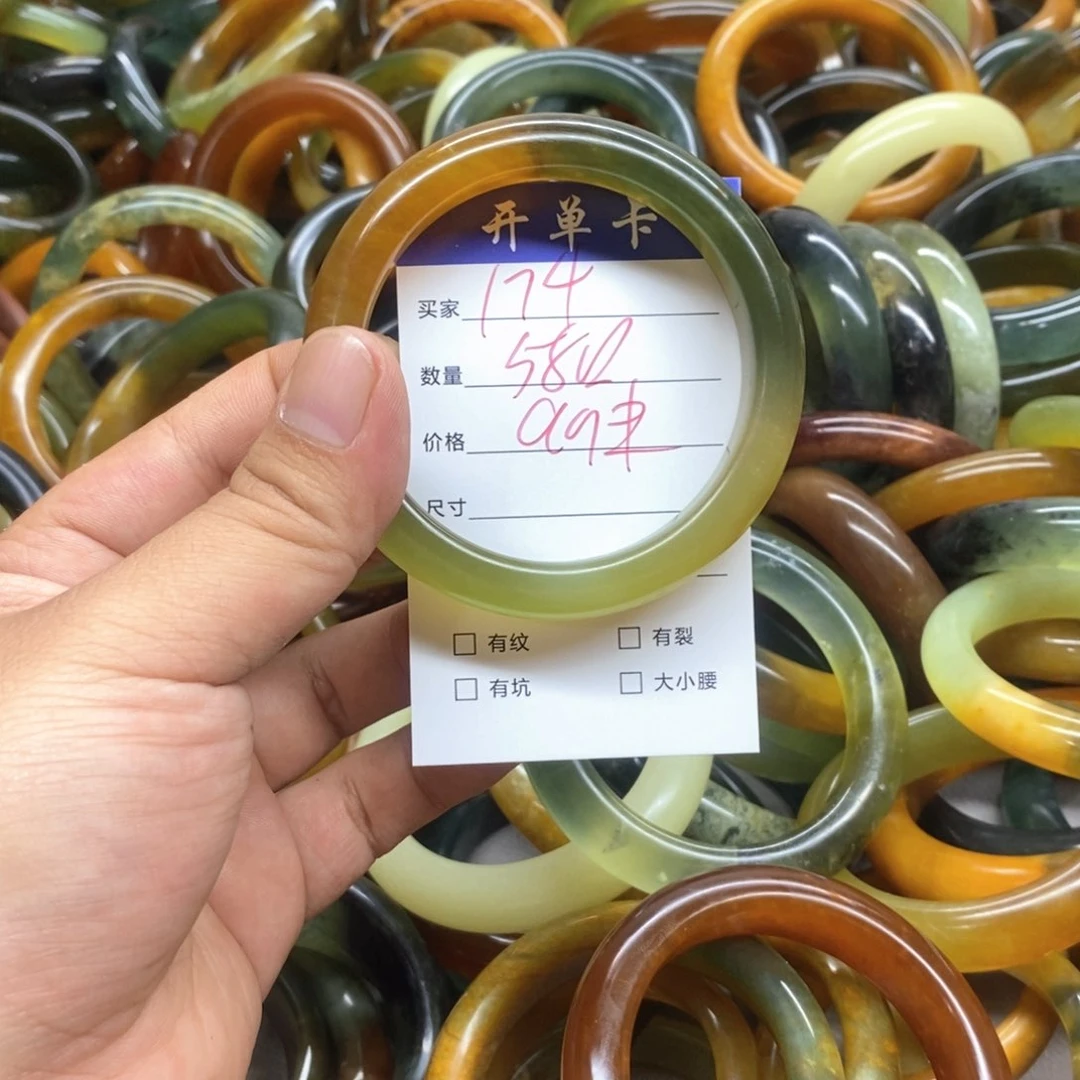 开单卡
买家 174
数量
价格
尺寸
□ 有纹 □ 有裂
□ 有坑 □ 大小腰